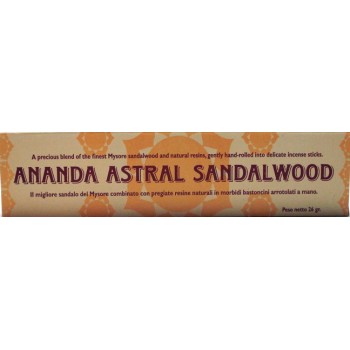 A precious blend of the finest Mysore sandalwood and natural resins, gently hand-rolled into delicate incense sticks.
ANANDA ASTRAL SANDALWOOD
Il migliore sandalo del Mysore combinato con pregiate resine naturali in morbidi bastoncini arrotolati a mano.
Peso netto 26 gr.